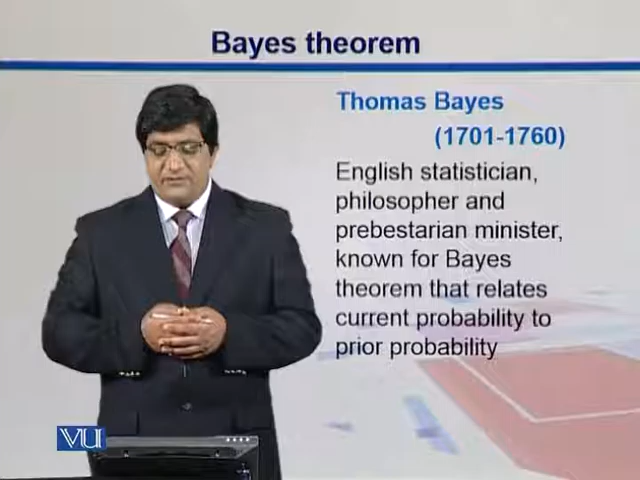 Bayes theorem
Thomas Bayes
(1701-1760)
English statistician,
philosopher and
prebestarian minister,
known for Bayes
theorem that relates
current probability to
prior probability
VU